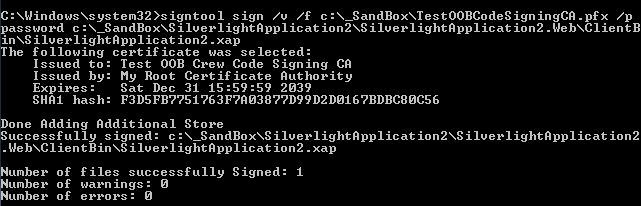 C:\Windows\system32>signtool sign /v /f c:\_SandBox\TestOOBCodeSigningCA.pfx /p
password c:\_SandBox\SilverlightApplication2\SilverlightApplication2.Web\ClientB
in\SilverlightApplication2.xap
The following certificate was selected:
    Issued to: Test OOB Crew Code Signing CA
    Issued by: My Root Certificate Authority
    Expires:   Sat Dec 31 15:59:59 2039
    SHA1 hash: F3D5FB7751763F7A03877D99D2D0167BDBC80C56

Done Adding Additional Store
Successfully signed: c:\_SandBox\SilverlightApplication2\SilverlightApplication2
.Web\ClientBin\SilverlightApplication2.xap

Number of files successfully Signed: 1
Number of warnings: 0
Number of errors: 0